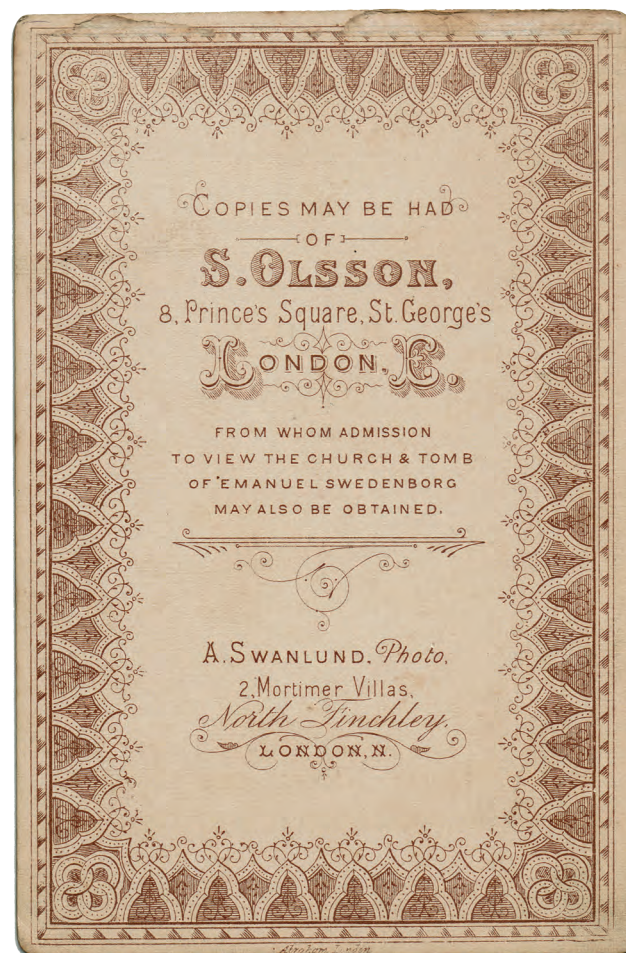 COPIES MAY BE HAD
OF
S. OLSSON,
8, Prince's Square, St. George's
LONDON, E.
FROM WHOM ADMISSION
TO VIEW THE CHURCH & TOMB
OF EMANUEL SWEDENBORG
MAY ALSO BE OBTAINED.
A. SWANLUND. Photo.
2, Mortimer Villas,
North Finchley.
LONDON, N.
London